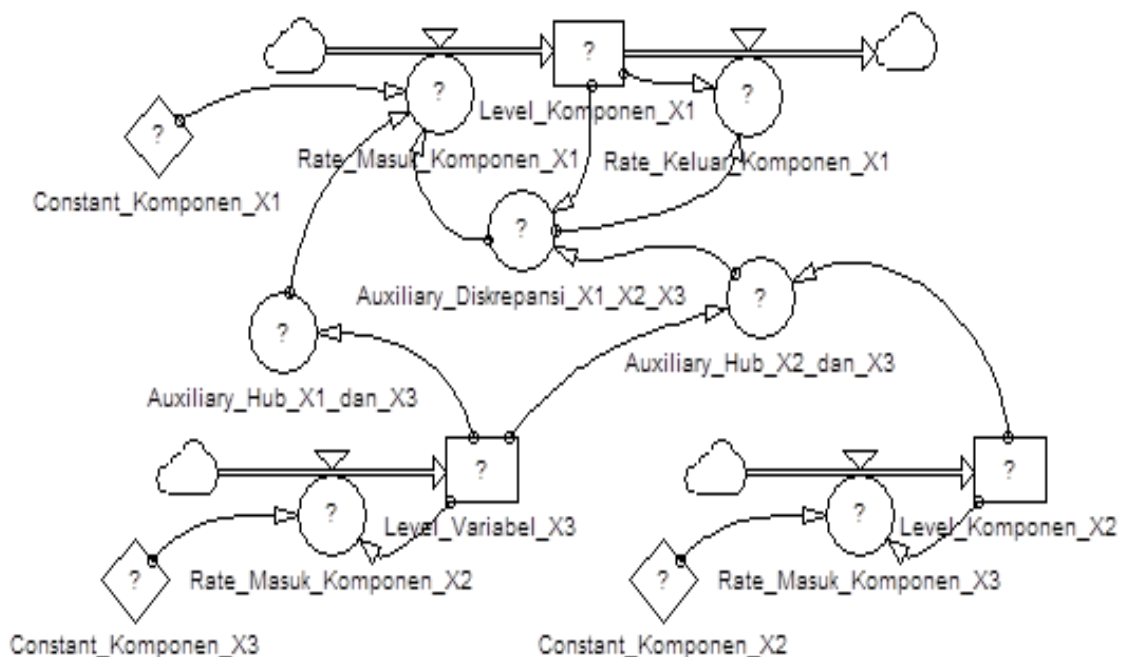 ?
Level_Komponen_X1
?
Rate_Masuk_Komponen_X1
?
Rate_Keluar_Komponen_X1
?
Constant_Komponen_X1
?
Auxiliary_Diskrepansi_X1_X2_X3
?
Auxiliary_Hub_X2_dan_X3
?
Auxiliary_Hub_X1_dan_X3
?
Level_Variabel_X3
?
Rate_Masuk_Komponen_X2
?
Constant_Komponen_X3
?
Level_Komponen_X2
?
Rate_Masuk_Komponen_X3
?
Constant_Komponen_X2